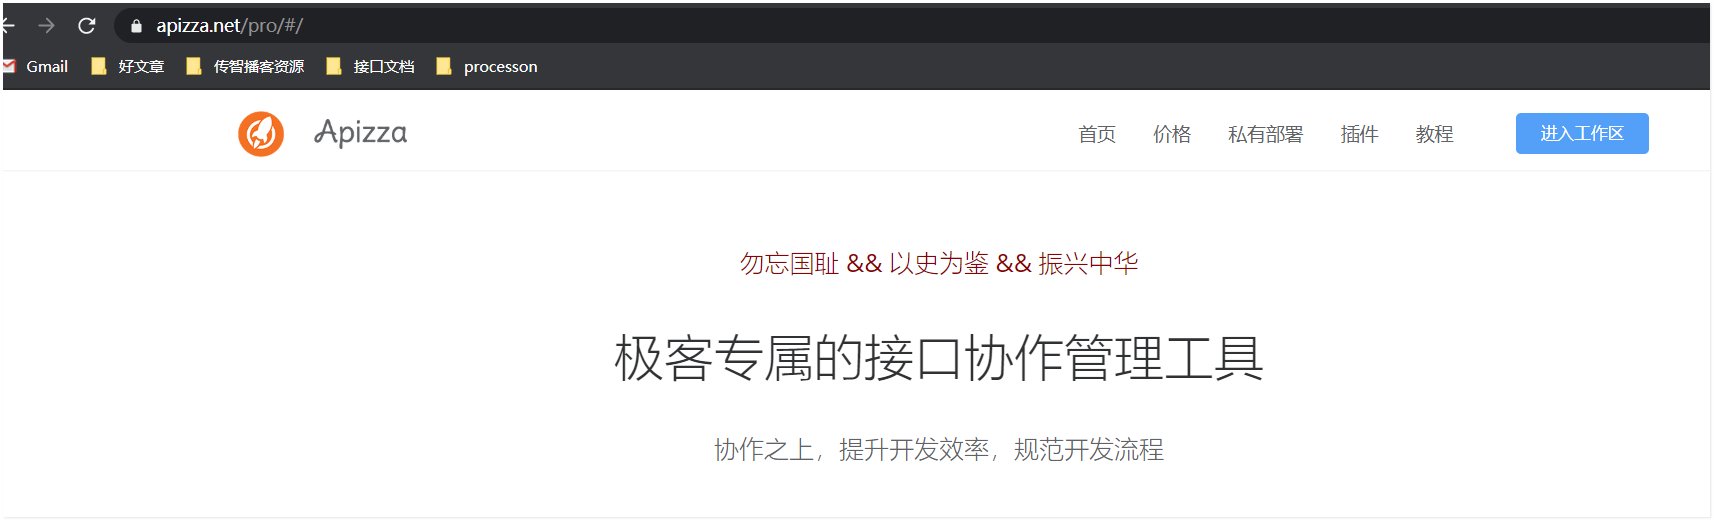 apizza.net/pro/#/
Gmail 好文章 传智播客资源 接口文档 processon
Apizza 首页 价格 私有部署 插件 教程 进入工作区
勿忘国耻 && 以史为鉴 && 振兴中华
极客专属的接口协作管理工具
协作之上，提升开发效率，规范开发流程